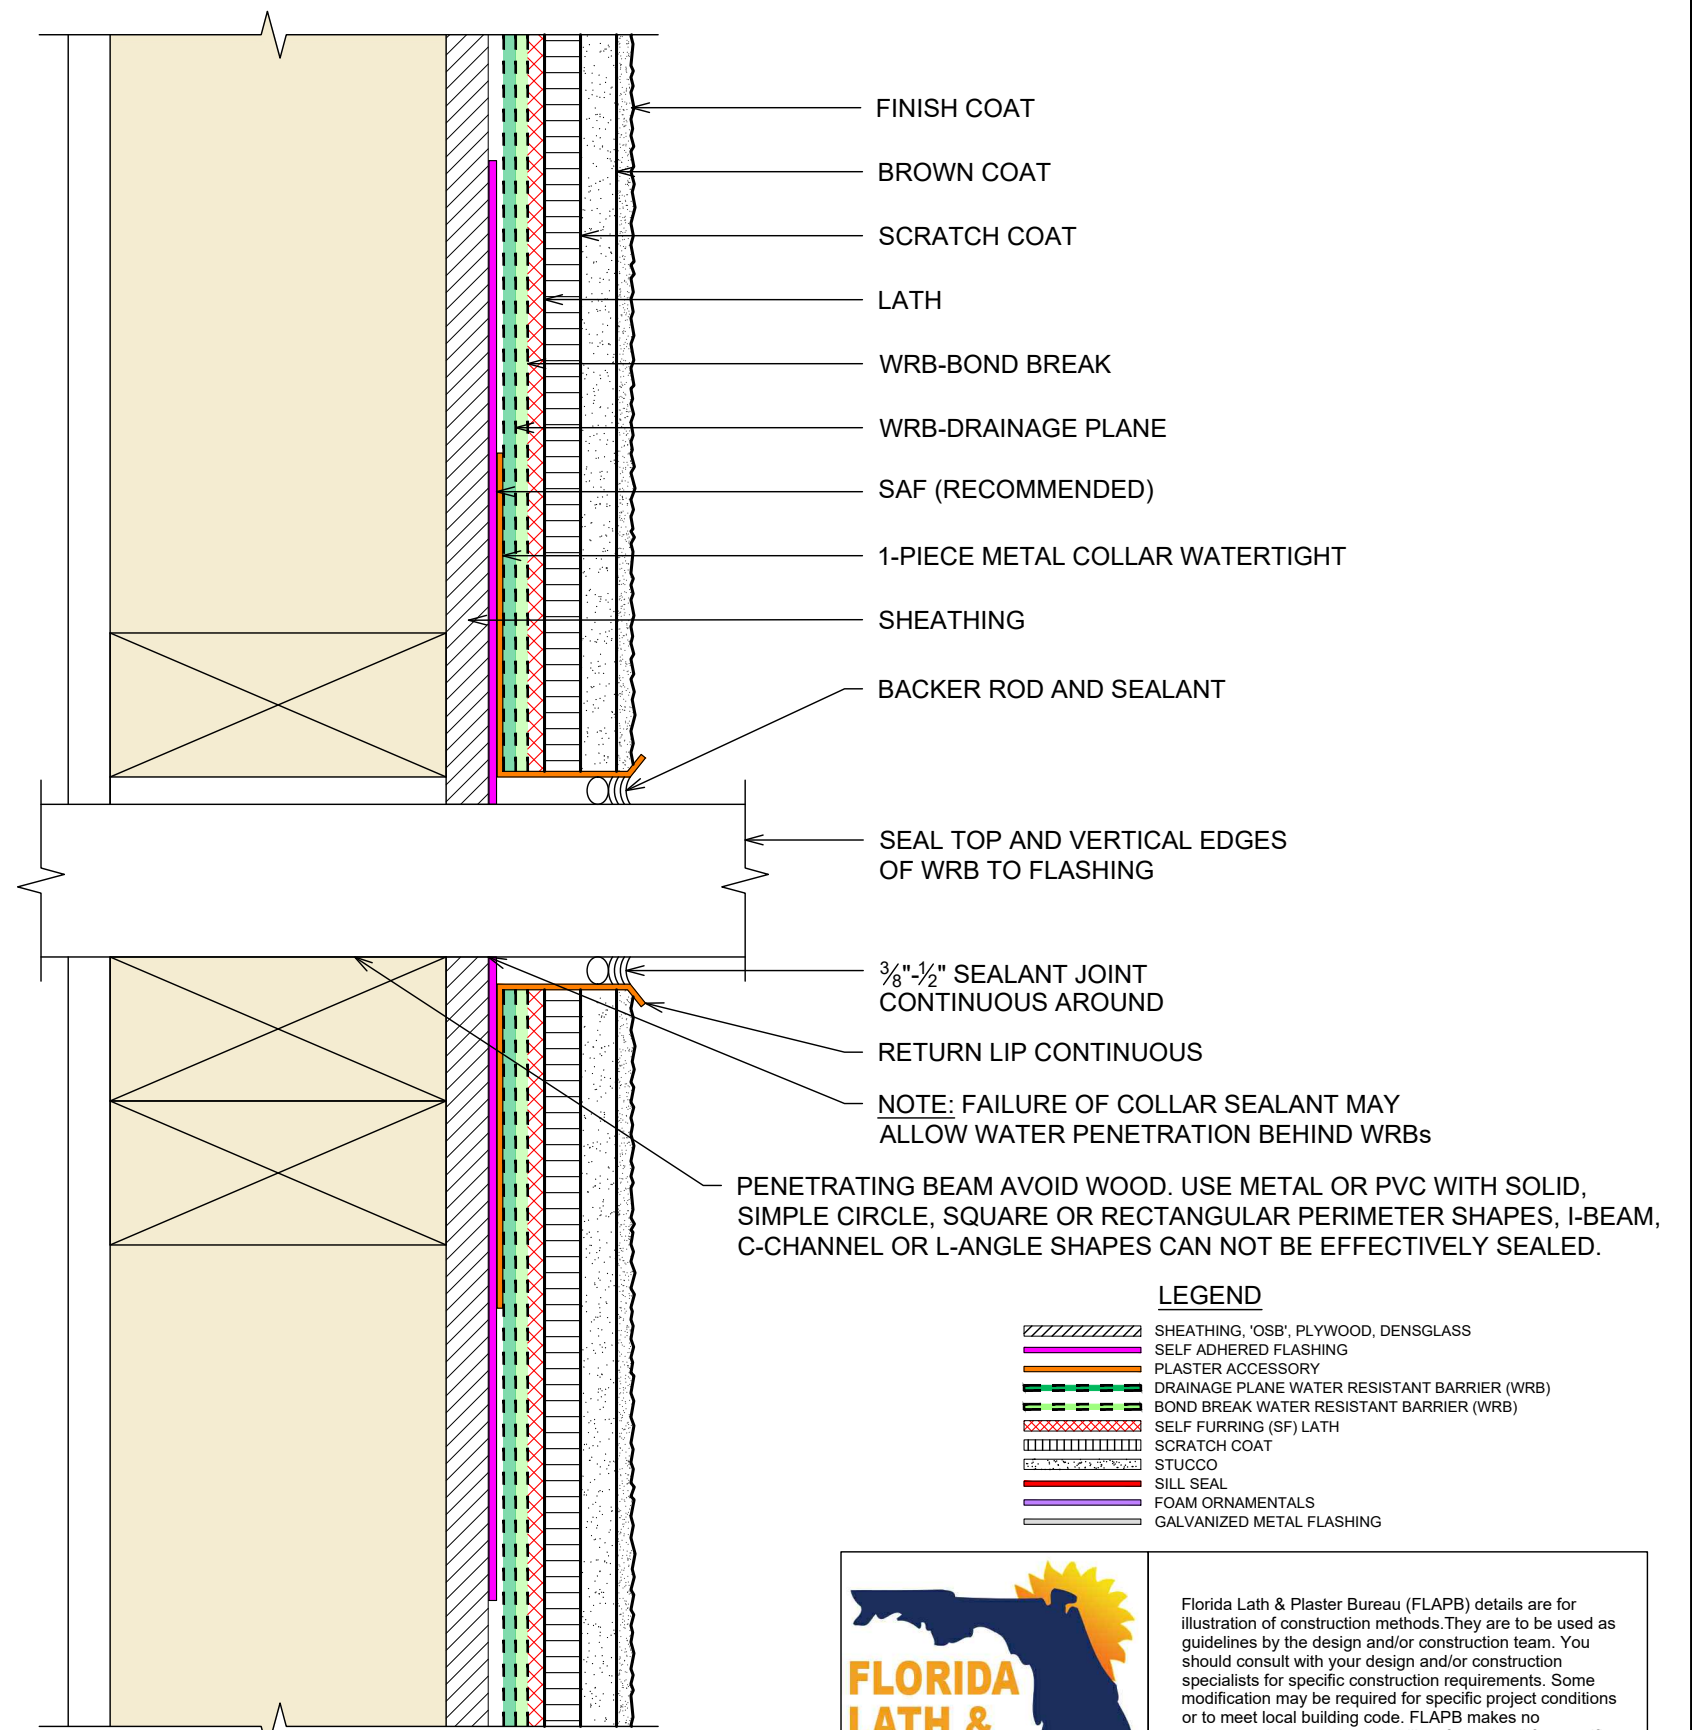 FINISH COAT
BROWN COAT
SCRATCH COAT
LATH
WRB-BOND BREAK
WRB-DRAINAGE PLANE
SAF (RECOMMENDED)
1-PIECE METAL COLLAR WATERTIGHT
SHEATHING
BACKER ROD AND SEALANT
SEAL TOP AND VERTICAL EDGES
OF WRB TO FLASHING
3/8"-1/2" SEALANT JOINT
CONTINUOUS AROUND
RETURN LIP CONTINUOUS
NOTE: FAILURE OF COLLAR SEALANT MAY
ALLOW WATER PENETRATION BEHIND WRBs
PENETRATING BEAM AVOID WOOD. USE METAL OR PVC WITH SOLID,
SIMPLE CIRCLE, SQUARE OR RECTANGULAR PERIMETER SHAPES, I-BEAM,
C-CHANNEL OR L-ANGLE SHAPES CAN NOT BE EFFECTIVELY SEALED.
LEGEND
SHEATHING, 'OSB', PLYWOOD, DENSGLASS
SELF ADHERED FLASHING
PLASTER ACCESSORY
DRAINAGE PLANE WATER RESISTANT BARRIER (WRB)
BOND BREAK WATER RESISTANT BARRIER (WRB)
SELF FURRING (SF) LATH
SCRATCH COAT
STUCCO
SILL SEAL
FOAM ORNAMENTALS
GALVANIZED METAL FLASHING
FLORIDA
LATH &
Florida Lath & Plaster Bureau (FLAPB) details are for
illustration of construction methods.They are to be used as
guidelines by the design and/or construction team. You
should consult with your design and/or construction
specialists for specific construction requirements. Some
modification may be required for specific project conditions
or to meet local building code. FLAPB makes no